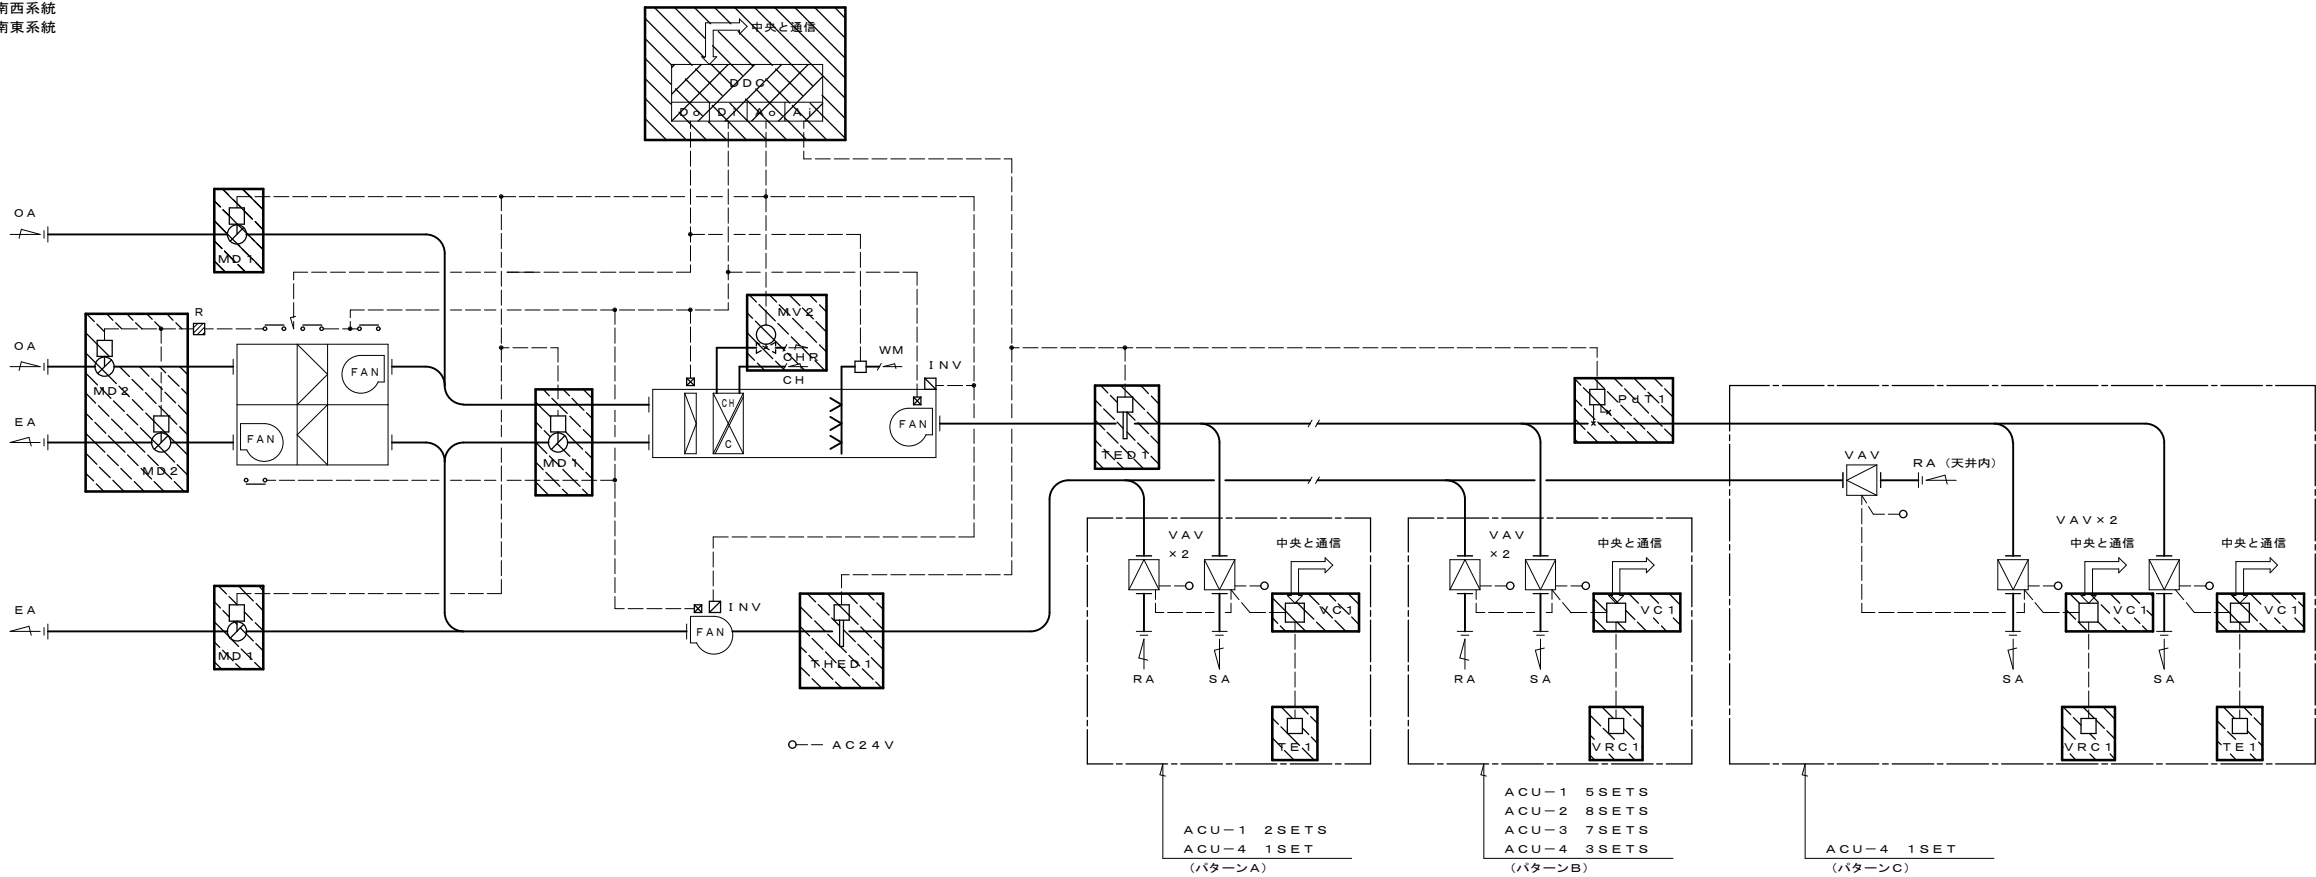 南西系統
南東系統
中央と通信
DDC
Do Di Ao Ai
OA
MD1
R
MV2
OA
MD2
FAN
CHR
WM
INV
CH
EA
FAN
MD2
MD1
CH
C
FAN
TED1
PdT1
VAV
RA（天井内）
EA
MD1
INV
FAN
THED1
VAV
×2
中央と通信
VC1
RA
SA
TE1
VAV
×2
中央と通信
VC1
RA
SA
VRC1
VAV×2
中央と通信
VC1
中央と通信
VC1
SA
SA
VRC1
TE1
AC24V
ACU-1 2SETS
ACU-4 1SET
（パターンA）
ACU-1 5SETS
ACU-2 8SETS
ACU-3 7SETS
ACU-4 3SETS
（パターンB）
ACU-4 1SET
（パターンC）